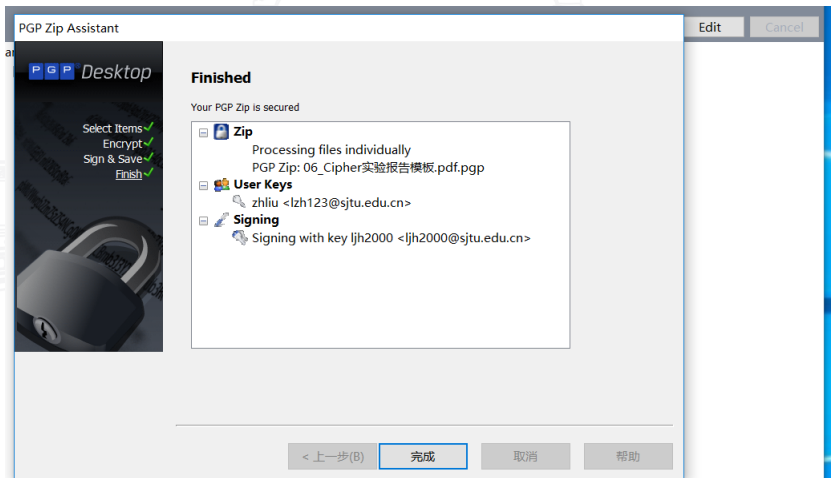 PGP Zip Assistant
Edit
Cancel
PGP Desktop
Select Items
Encrypt
Sign & Save
Finish
Finished
Your PGP Zip is secured
Zip
Processing files individually
PGP Zip: 06_Cipher实验报告模板.pdf.pgp
User Keys
zhliu <lzh123@sjtu.edu.cn>
Signing
Signing with key ljh2000 <ljh2000@sjtu.edu.cn>
< 上一步(B)
完成
取消
帮助